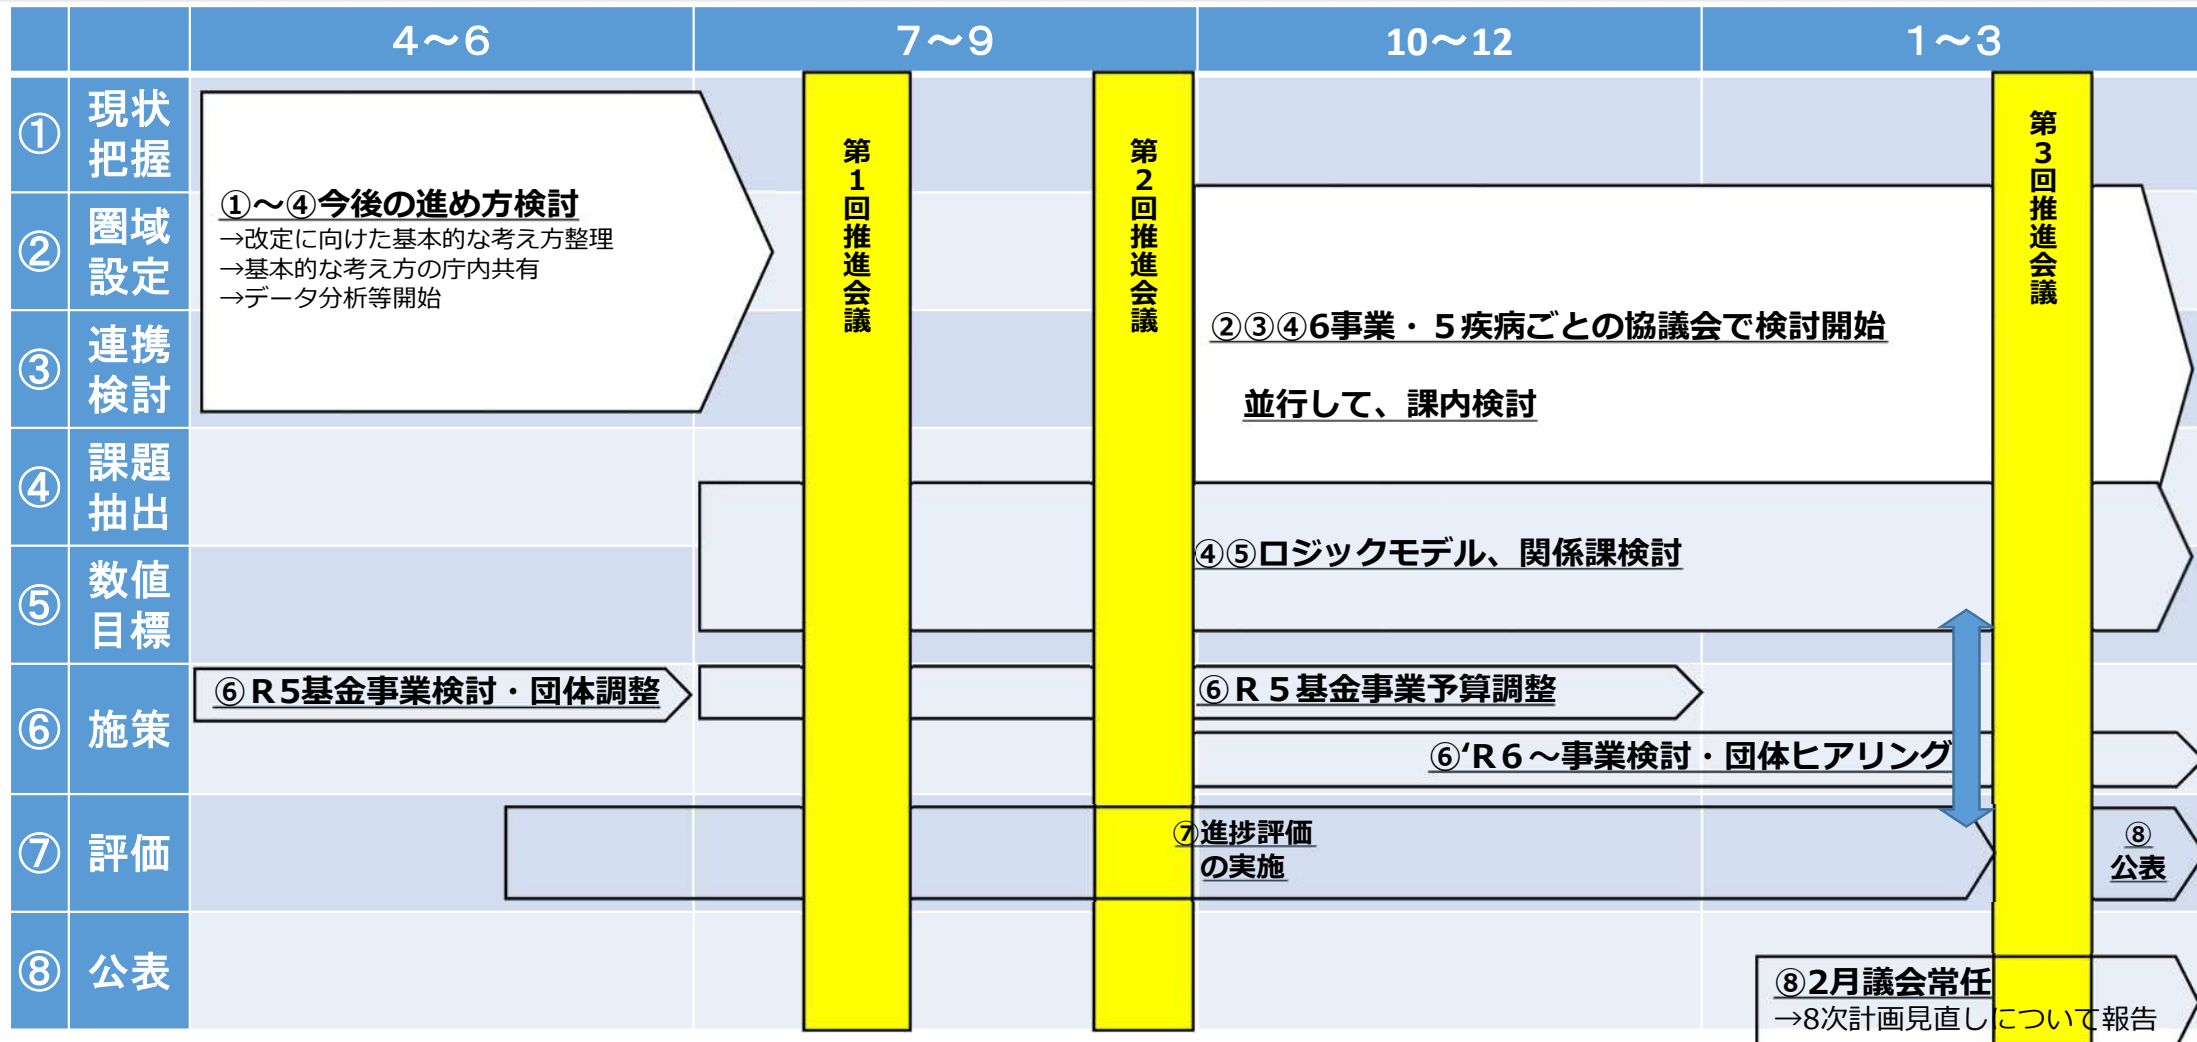 4～6
7～9
10～12
1～3
①
現状
把握
②
圏域
設定
③
連携
検討
④
課題
抽出
⑤
数値
目標
⑥
施策
⑦
評価
⑧
公表
①～④今後の進め方検討
→改定に向けた基本的な考え方整理
→基本的な考え方の庁内共有
→データ分析等開始
第1回推進会議
第2回推進会議
第3回推進会議
②③④6事業・５疾病ごとの協議会で検討開始
並行して、課内検討
④⑤ロジックモデル、関係課検討
⑥Ｒ5基金事業検討・団体調整
⑥Ｒ５基金事業予算調整
⑥‘Ｒ６～事業検討・団体ヒアリング
⑦進捗評価
の実施
⑧
公表
⑧2月議会常任
→8次計画見直しについて報告